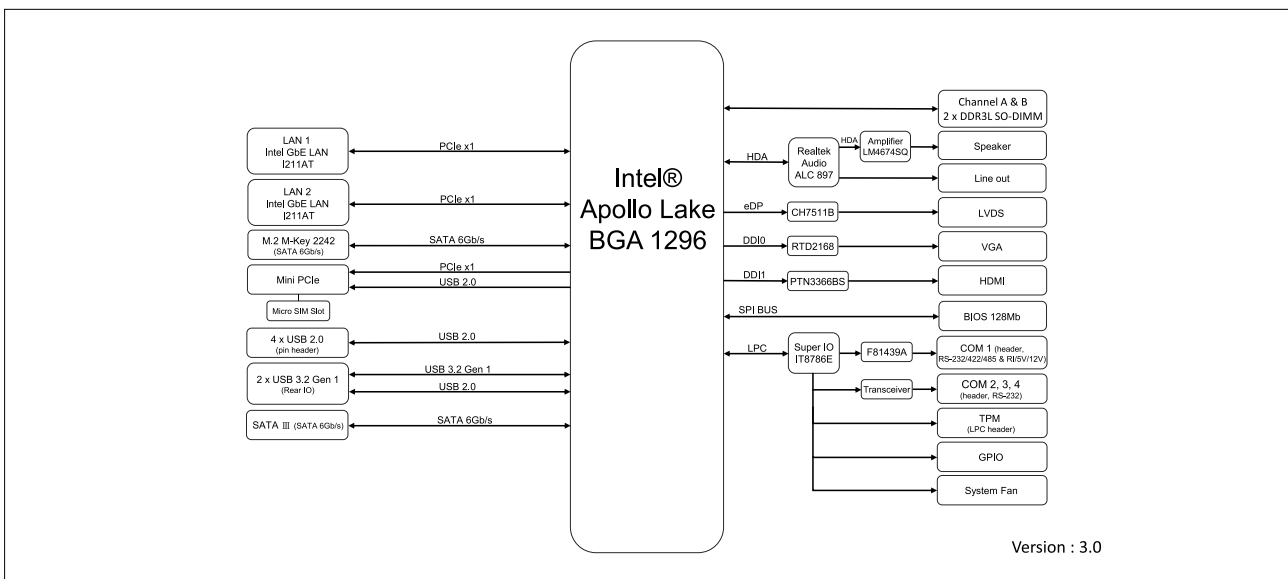 LAN 1
Intel GbE LAN
I211AT
PCIe x1
LAN 2
Intel GbE LAN
I211AT
PCIe x1
M.2 M-Key 2242
(SATA 6Gb/s)
SATA 6Gb/s
Mini PCIe
PCIe x1
USB 2.0
Micro SIM Slot
4 x USB 2.0
(pin header)
USB 2.0
2 x USB 3.2 Gen 1
(Rear IO)
USB 3.2 Gen 1
USB 2.0
SATA Ⅲ (SATA 6Gb/s)
SATA 6Gb/s
Intel®
Apollo Lake
BGA 1296
Channel A & B
2 x DDR3L SO-DIMM
HDA
Realtek
Audio
ALC 897
HDA
Amplifier
LM4674SQ
Speaker
Line out
eDP
CH7511B
LVDS
DDI0
RTD2168
VGA
DDI1
PTN3366BS
HDMI
SPI BUS
BIOS 128Mb
LPC
Super IO
IT8786E
F81439A
COM 1 (header,
RS-232/422/485 & RI/5V/12V)
Transceiver
COM 2, 3, 4
(header, RS-232)
TPM
(LPC header)
GPIO
System Fan
Version : 3.0